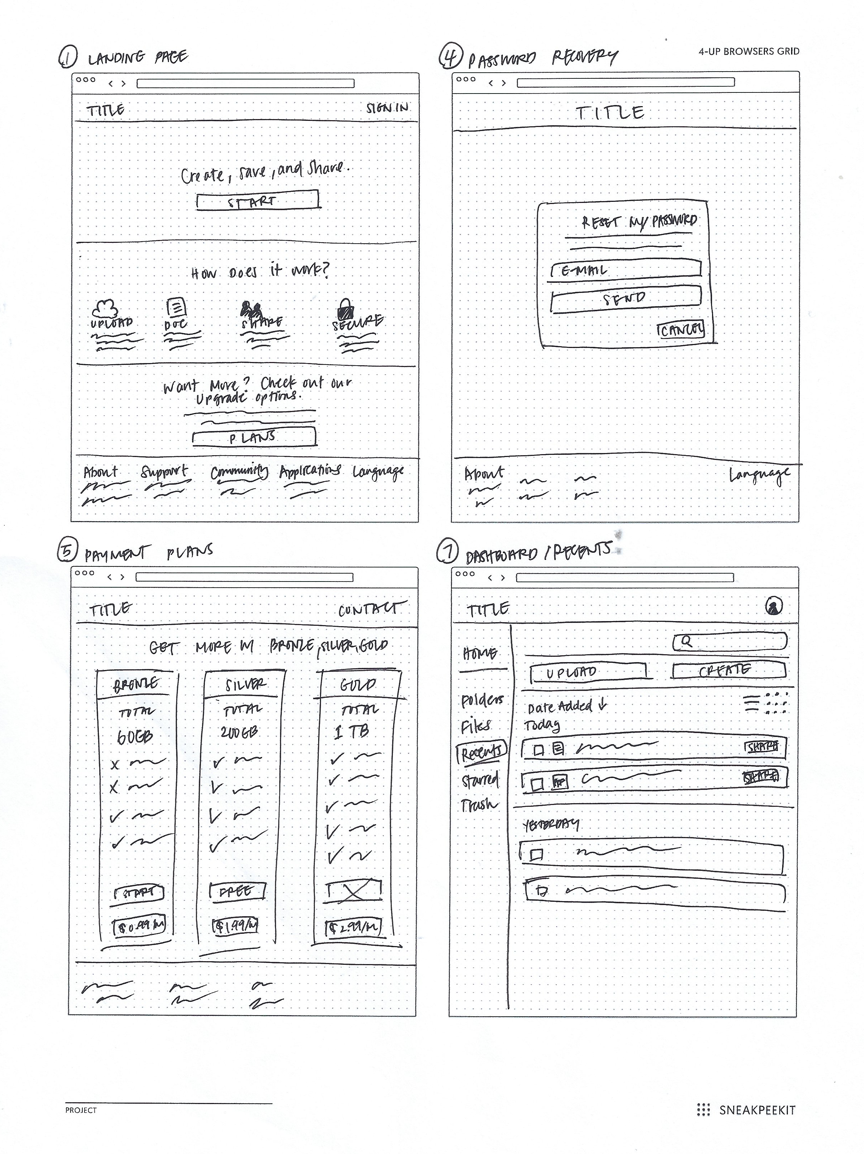 4-UP BROWSERS GRID
1 LANDING PAGE
TITLE SIGN IN
Create, save, and share.
START
How Does it work?
UPLOAD DOC SHARE SECURE
Want More? Check out our
upgrade options.
PLANS
About Support Community Applications Language
4 PASSWORD RECOVERY
TITLE
RESET MY PASSWORD
E-MAIL
SEND
CANCEL
About Language
5 PAYMENT PLANS
TITLE CONTACT
GET MORE W/ BRONZE, SILVER, GOLD
BRONZE SILVER GOLD
TOTAL TOTAL TOTAL
60GB 200GB 1 TB
START FREE
$0.99/M $1.99/M $2.99/M
7 DASHBOARD / RECENTS
TITLE
HOME
UPLOAD CREATE
Folders
Files
Recents
Starred
Trash
Date Added ↓
Today
SHARE
SHARE
YESTERDAY
PROJECT
SNEAKPEEKIT